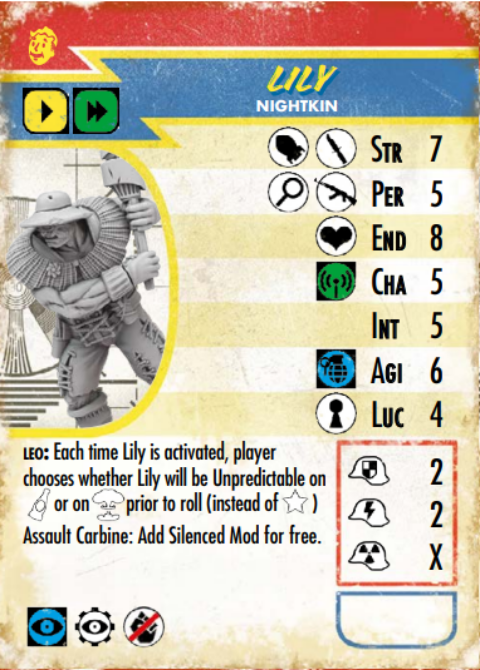 LILY
NIGHTKIN
STR 7
PER 5
END 8
CHA 5
INT 5
AGI 6
LUC 4
LEO: Each time Lily is activated, player
chooses whether Lily will be Unpredictable on
or on prior to roll (instead of )
Assault Carbine: Add Silenced Mod for free.
2
2
X